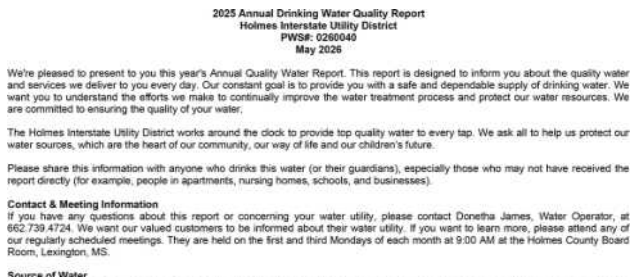 2025 Annual Drinking Water Quality Report
Holmes Interstate Utility District
PWS#: 0260040
May 2026
We're pleased to present to you this year's Annual Quality Water Report. This report is designed to inform you about the quality water
and services we deliver to you every day. Our constant goal is to provide you with a safe and dependable supply of drinking water. We
want you to understand the efforts we make to continually improve the water treatment process and protect our water resources. We
are committed to ensuring the quality of your water.
The Holmes Interstate Utility District works around the clock to provide top quality water to every tap. We ask all to help us protect our
water sources, which are the heart of our community, our way of life and our children's future.
Please share this information with anyone who drinks this water (or their guardians), especially those who may not have received the
report directly (for example, people in apartments, nursing homes, schools, and businesses).
Contact & Meeting Information
If you have any questions about this report or concerning your water utility, please contact Donetha James, Water Operator, at
662.739.4724. We want our valued customers to be informed about their water utility. If you want to learn more, please attend any of
our regularly scheduled meetings. They are held on the first and third Mondays of each month at 9:00 AM at the Holmes County Board
Room, Lexington, MS.
Source of Water